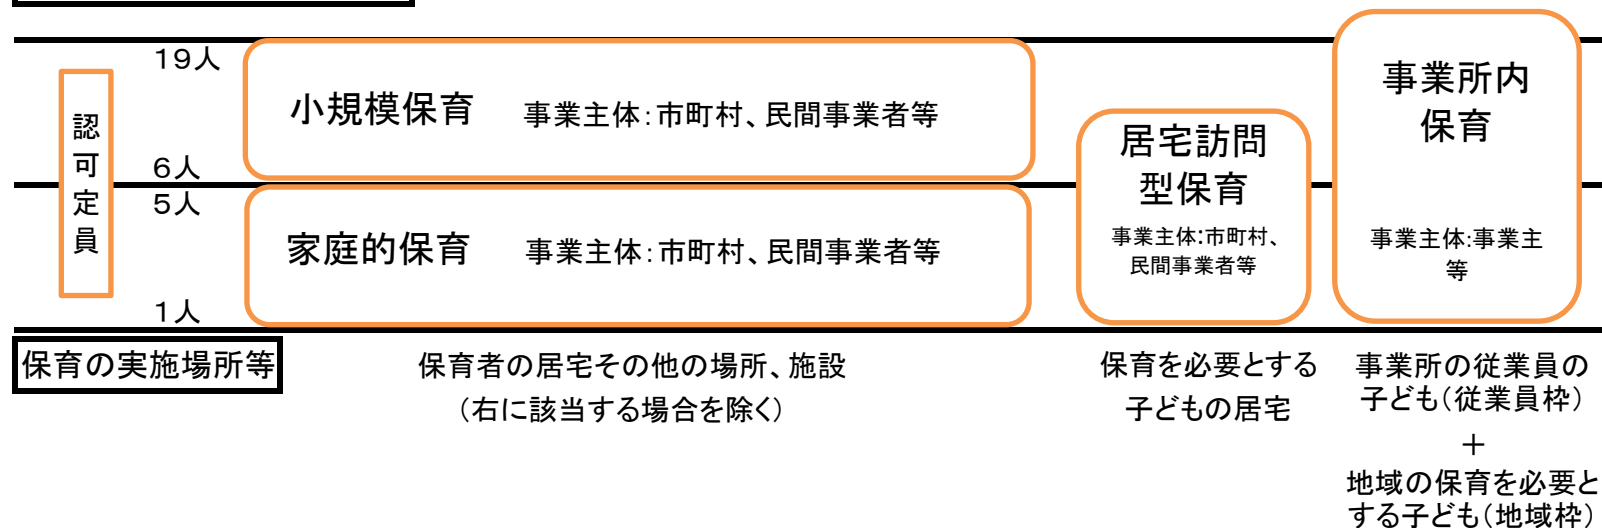 認可定員
19人
6人
5人
1人
小規模保育 事業主体:市町村、民間事業者等
家庭的保育 事業主体:市町村、民間事業者等
居宅訪問
型保育
事業主体:市町村、
民間事業者等
事業所内
保育
事業主体:事業主
等
保育の実施場所等
保育者の居宅その他の場所、施設
(右に該当する場合を除く)
保育を必要とする
子どもの居宅
事業所の従業員の
子ども(従業員枠)
+
地域の保育を必要と
する子ども(地域枠)